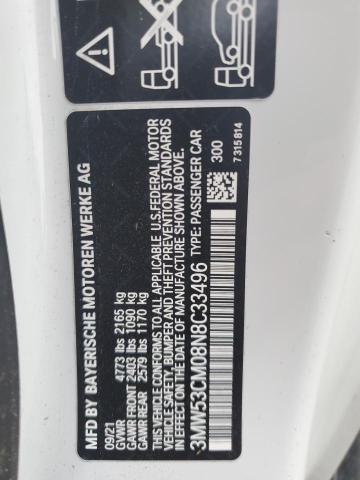 MFD BY BAYERISCHE MOTOREN WERKE AG
09/21
GVWR 4773 lbs 2165 kg
GAWR FRONT 2403 lbs 1090 kg
GAWR REAR 2579 lbs 1170 kg
THIS VEHICLE CONFORMS TO ALL APPLICABLE U.S.FEDERAL MOTOR
VEHICLE SAFETY, BUMPER AND THEFT PREVENTION STANDARDS
IN EFFECT ON THE DATE OF MANUFACTURE SHOWN ABOVE.
3MW53CM08N8C33496 TYPE: PASSENGER CAR
300
7 315 814